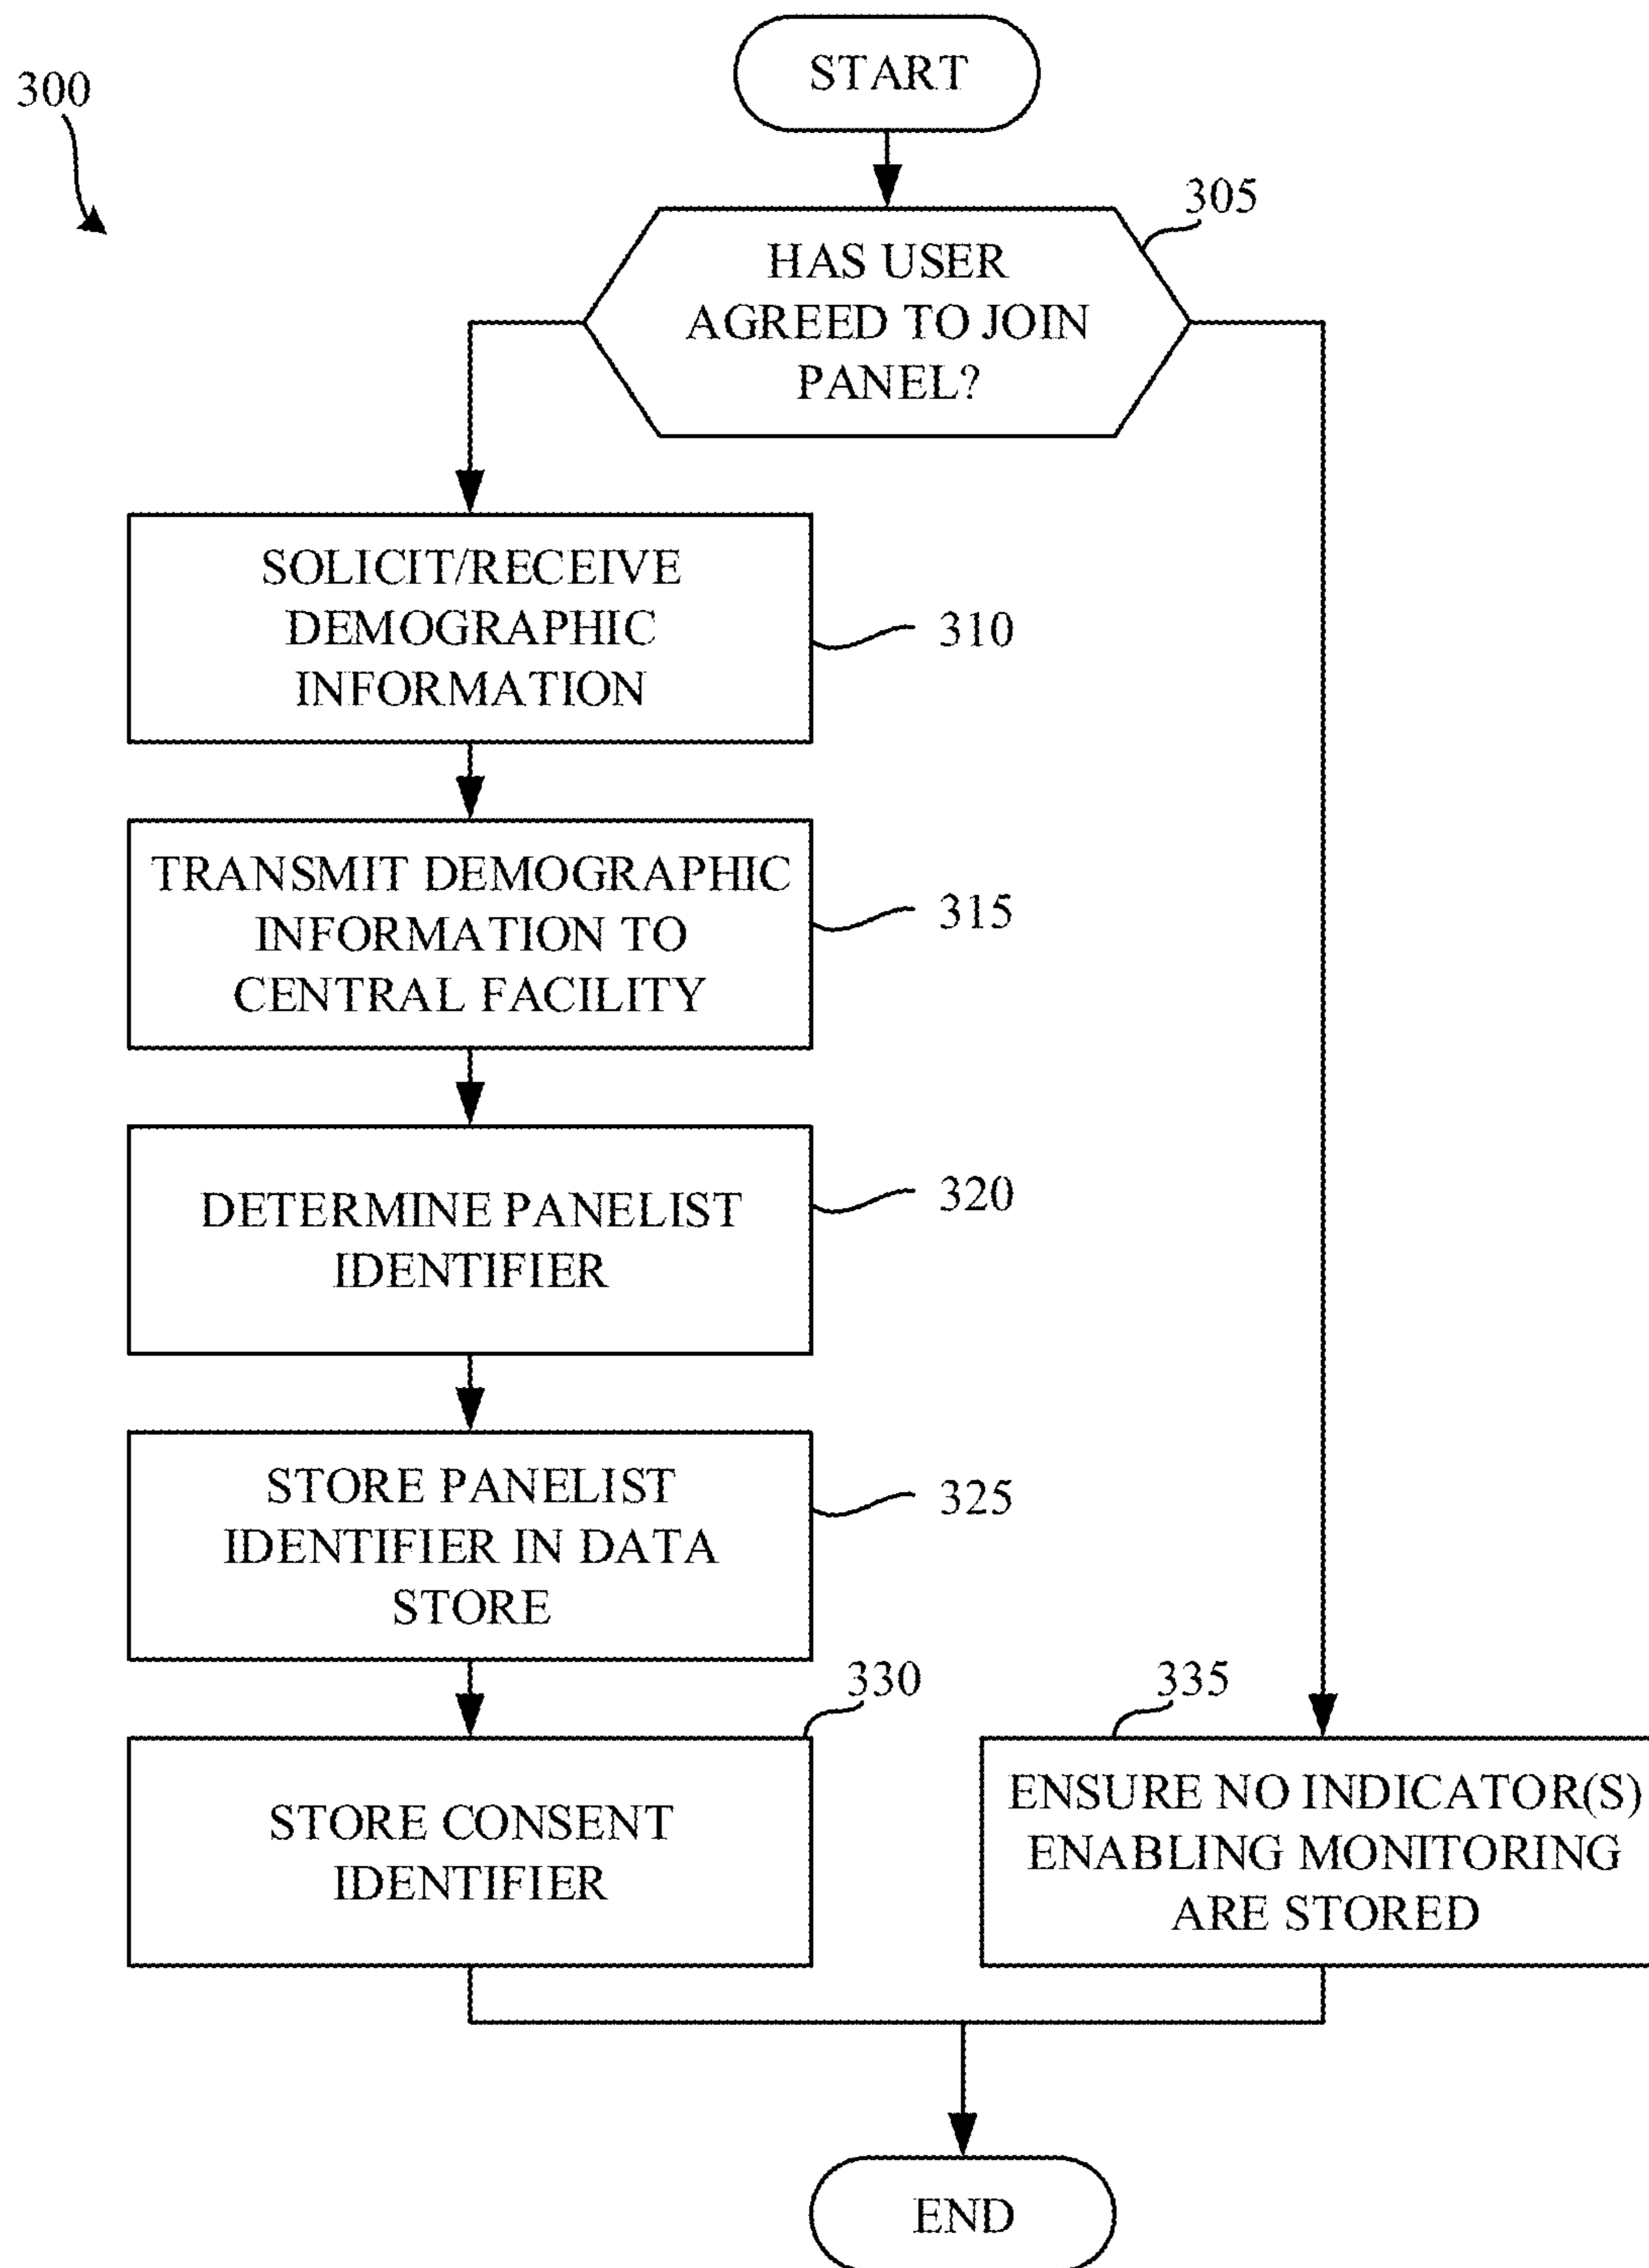 START
300
305
HAS USER
AGREED TO JOIN
PANEL?
SOLICIT/RECEIVE
DEMOGRAPHIC
INFORMATION
310
TRANSMIT DEMOGRAPHIC
INFORMATION TO
CENTRAL FACILITY
315
DETERMINE PANELIST
IDENTIFIER
320
STORE PANELIST
IDENTIFIER IN DATA
STORE
325
330
STORE CONSENT
IDENTIFIER
335
ENSURE NO INDICATOR(S)
ENABLING MONITORING
ARE STORED
END